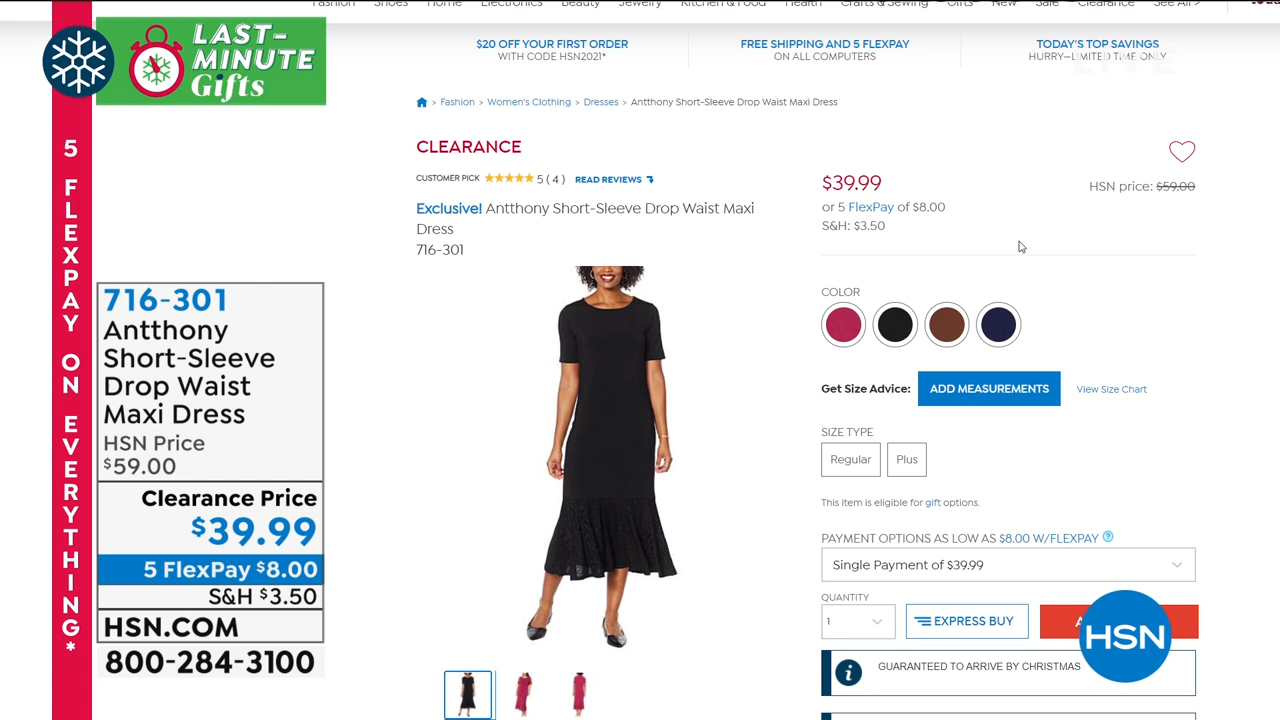 Fashion Shoes Home Electronics Beauty Jewelry Kitchen & Food Health Crafts & Sewing Gifts New Sale Clearance See All >
LAST-
MINUTE
Gifts
$20 OFF YOUR FIRST ORDER
WITH CODE HSN2021*
FREE SHIPPING AND 5 FLEXPAY
ON ALL COMPUTERS
TODAY'S TOP SAVINGS
HURRY—LIMITED TIME ONLY
LIVE
5 FLEXPAY ON EVERYTHING*
> Fashion > Women's Clothing > Dresses > Antthony Short-Sleeve Drop Waist Maxi Dress
CLEARANCE
CUSTOMER PICK 5 ( 4 ) READ REVIEWS
Exclusive! Antthony Short-Sleeve Drop Waist Maxi
Dress
716-301
$39.99
HSN price: $59.00
or 5 FlexPay of $8.00
S&H: $3.50
COLOR
Get Size Advice: ADD MEASUREMENTS View Size Chart
SIZE TYPE
Regular Plus
This item is eligible for gift options.
PAYMENT OPTIONS AS LOW AS $8.00 W/FLEXPAY ?
Single Payment of $39.99
QUANTITY
1
EXPRESS BUY
HSN
i GUARANTEED TO ARRIVE BY CHRISTMAS
716-301
Antthony
Short-Sleeve
Drop Waist
Maxi Dress
HSN Price
$59.00
Clearance Price
$39.99
5 FlexPay $8.00
S&H $3.50
HSN.COM
800-284-3100